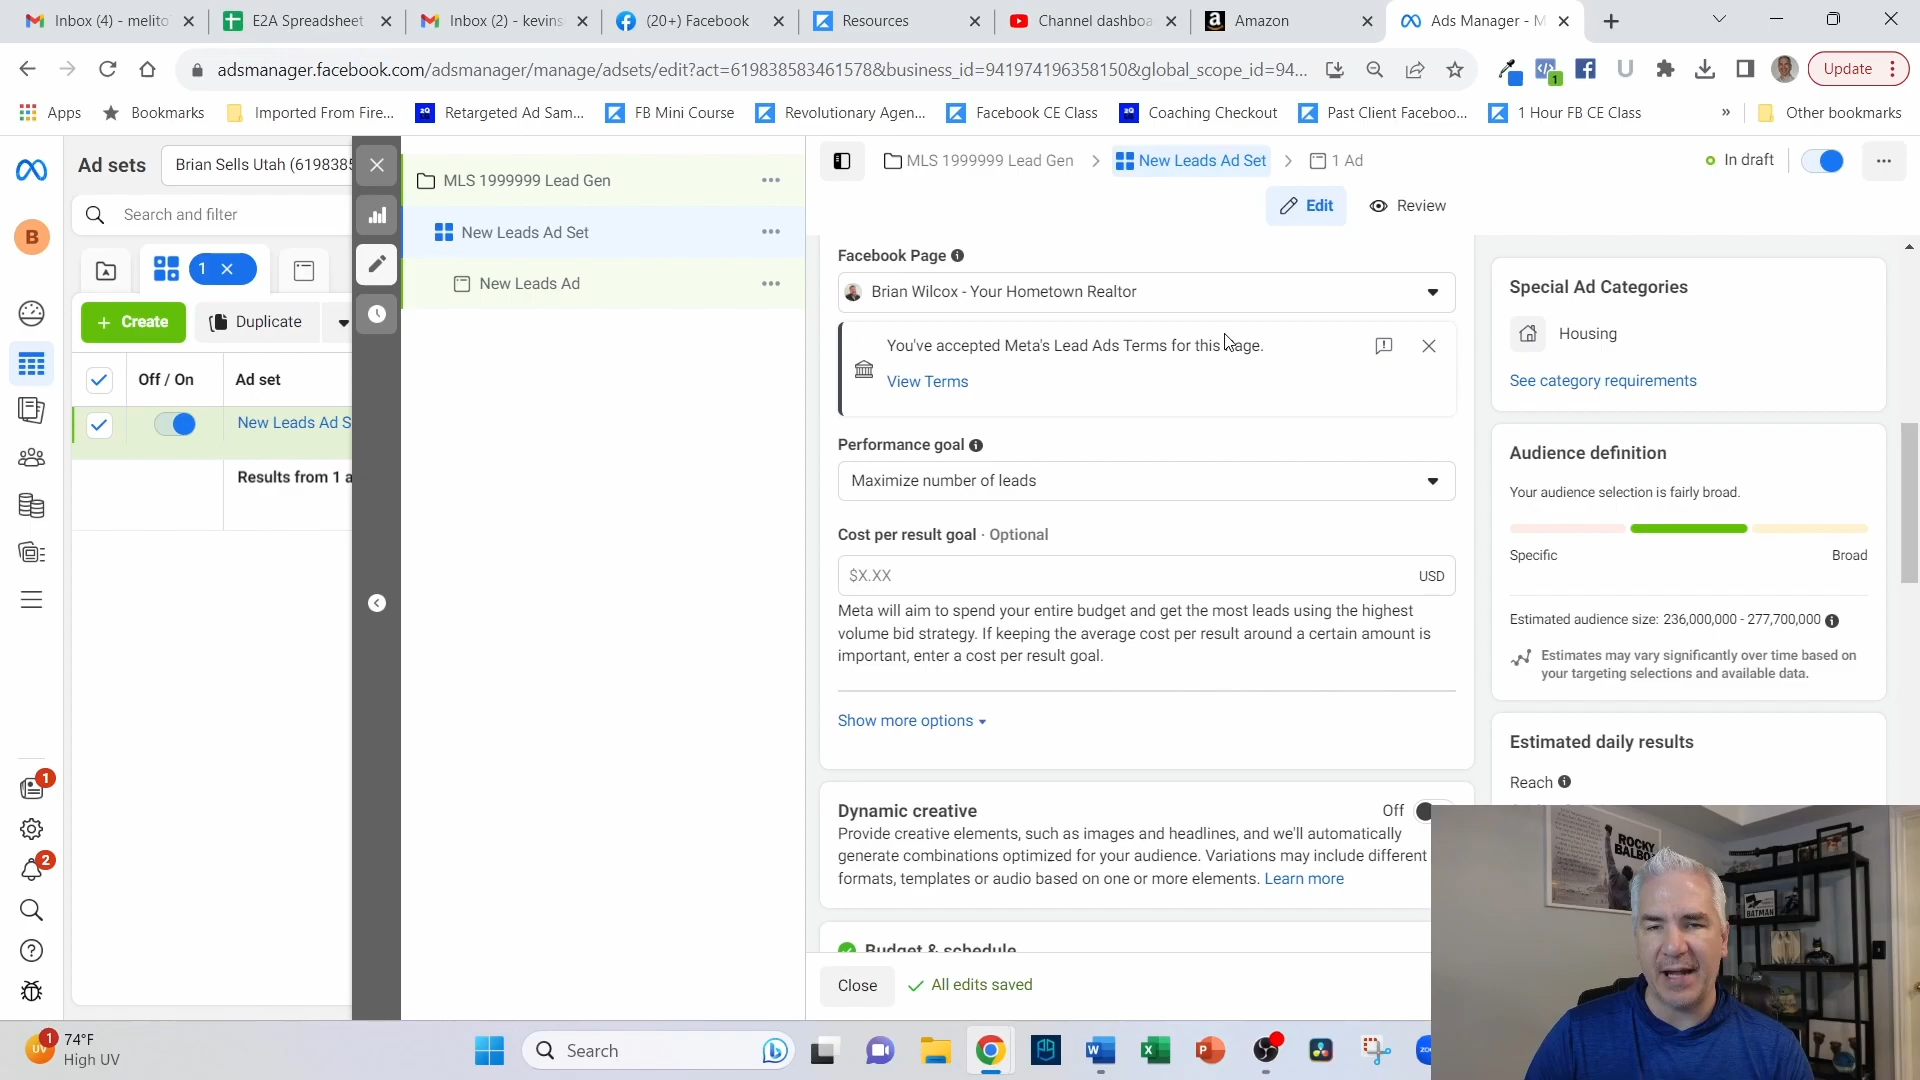 Inbox (4) - melito
E2A Spreadsheet
Inbox (2) - kevins
(20+) Facebook
Resources
Channel dashboa
Amazon
Ads Manager - M
adsmanager.facebook.com/adsmanager/manage/adsets/edit?act=619838583461578&business_id=941974196358150&global_scope_id=94...
1
Update
Apps
Bookmarks
Imported From Fire...
Retargeted Ad Sam...
FB Mini Course
Revolutionary Agen...
Facebook CE Class
Coaching Checkout
Past Client Faceboo...
1 Hour FB CE Class
»
Other bookmarks
Ad sets
Brian Sells Utah (6198385
Search and filter
B
1
+ Create
Duplicate
Off / On
Ad set
New Leads Ad S
Results from 1 a
1
2
MLS 1999999 Lead Gen
New Leads Ad Set
New Leads Ad
MLS 1999999 Lead Gen
New Leads Ad Set
1 Ad
In draft
Edit
Review
Facebook Page
Brian Wilcox - Your Hometown Realtor
You've accepted Meta's Lead Ads Terms for this page.
View Terms
Performance goal
Maximize number of leads
Cost per result goal · Optional
$X.XX
USD
Meta will aim to spend your entire budget and get the most leads using the highest
volume bid strategy. If keeping the average cost per result around a certain amount is
important, enter a cost per result goal.
Show more options
Dynamic creative
Off
Provide creative elements, such as images and headlines, and we'll automatically
generate combinations optimized for your audience. Variations may include different
formats, templates or audio based on one or more elements. Learn more
Budget & schedule
Close
All edits saved
Special Ad Categories
Housing
See category requirements
Audience definition
Your audience selection is fairly broad.
Specific
Broad
Estimated audience size: 236,000,000 - 277,700,000
Estimates may vary significantly over time based on
your targeting selections and available data.
Estimated daily results
Reach
ROCKY
BALBO
BATMAN
UV
1
74°F
High UV
Search